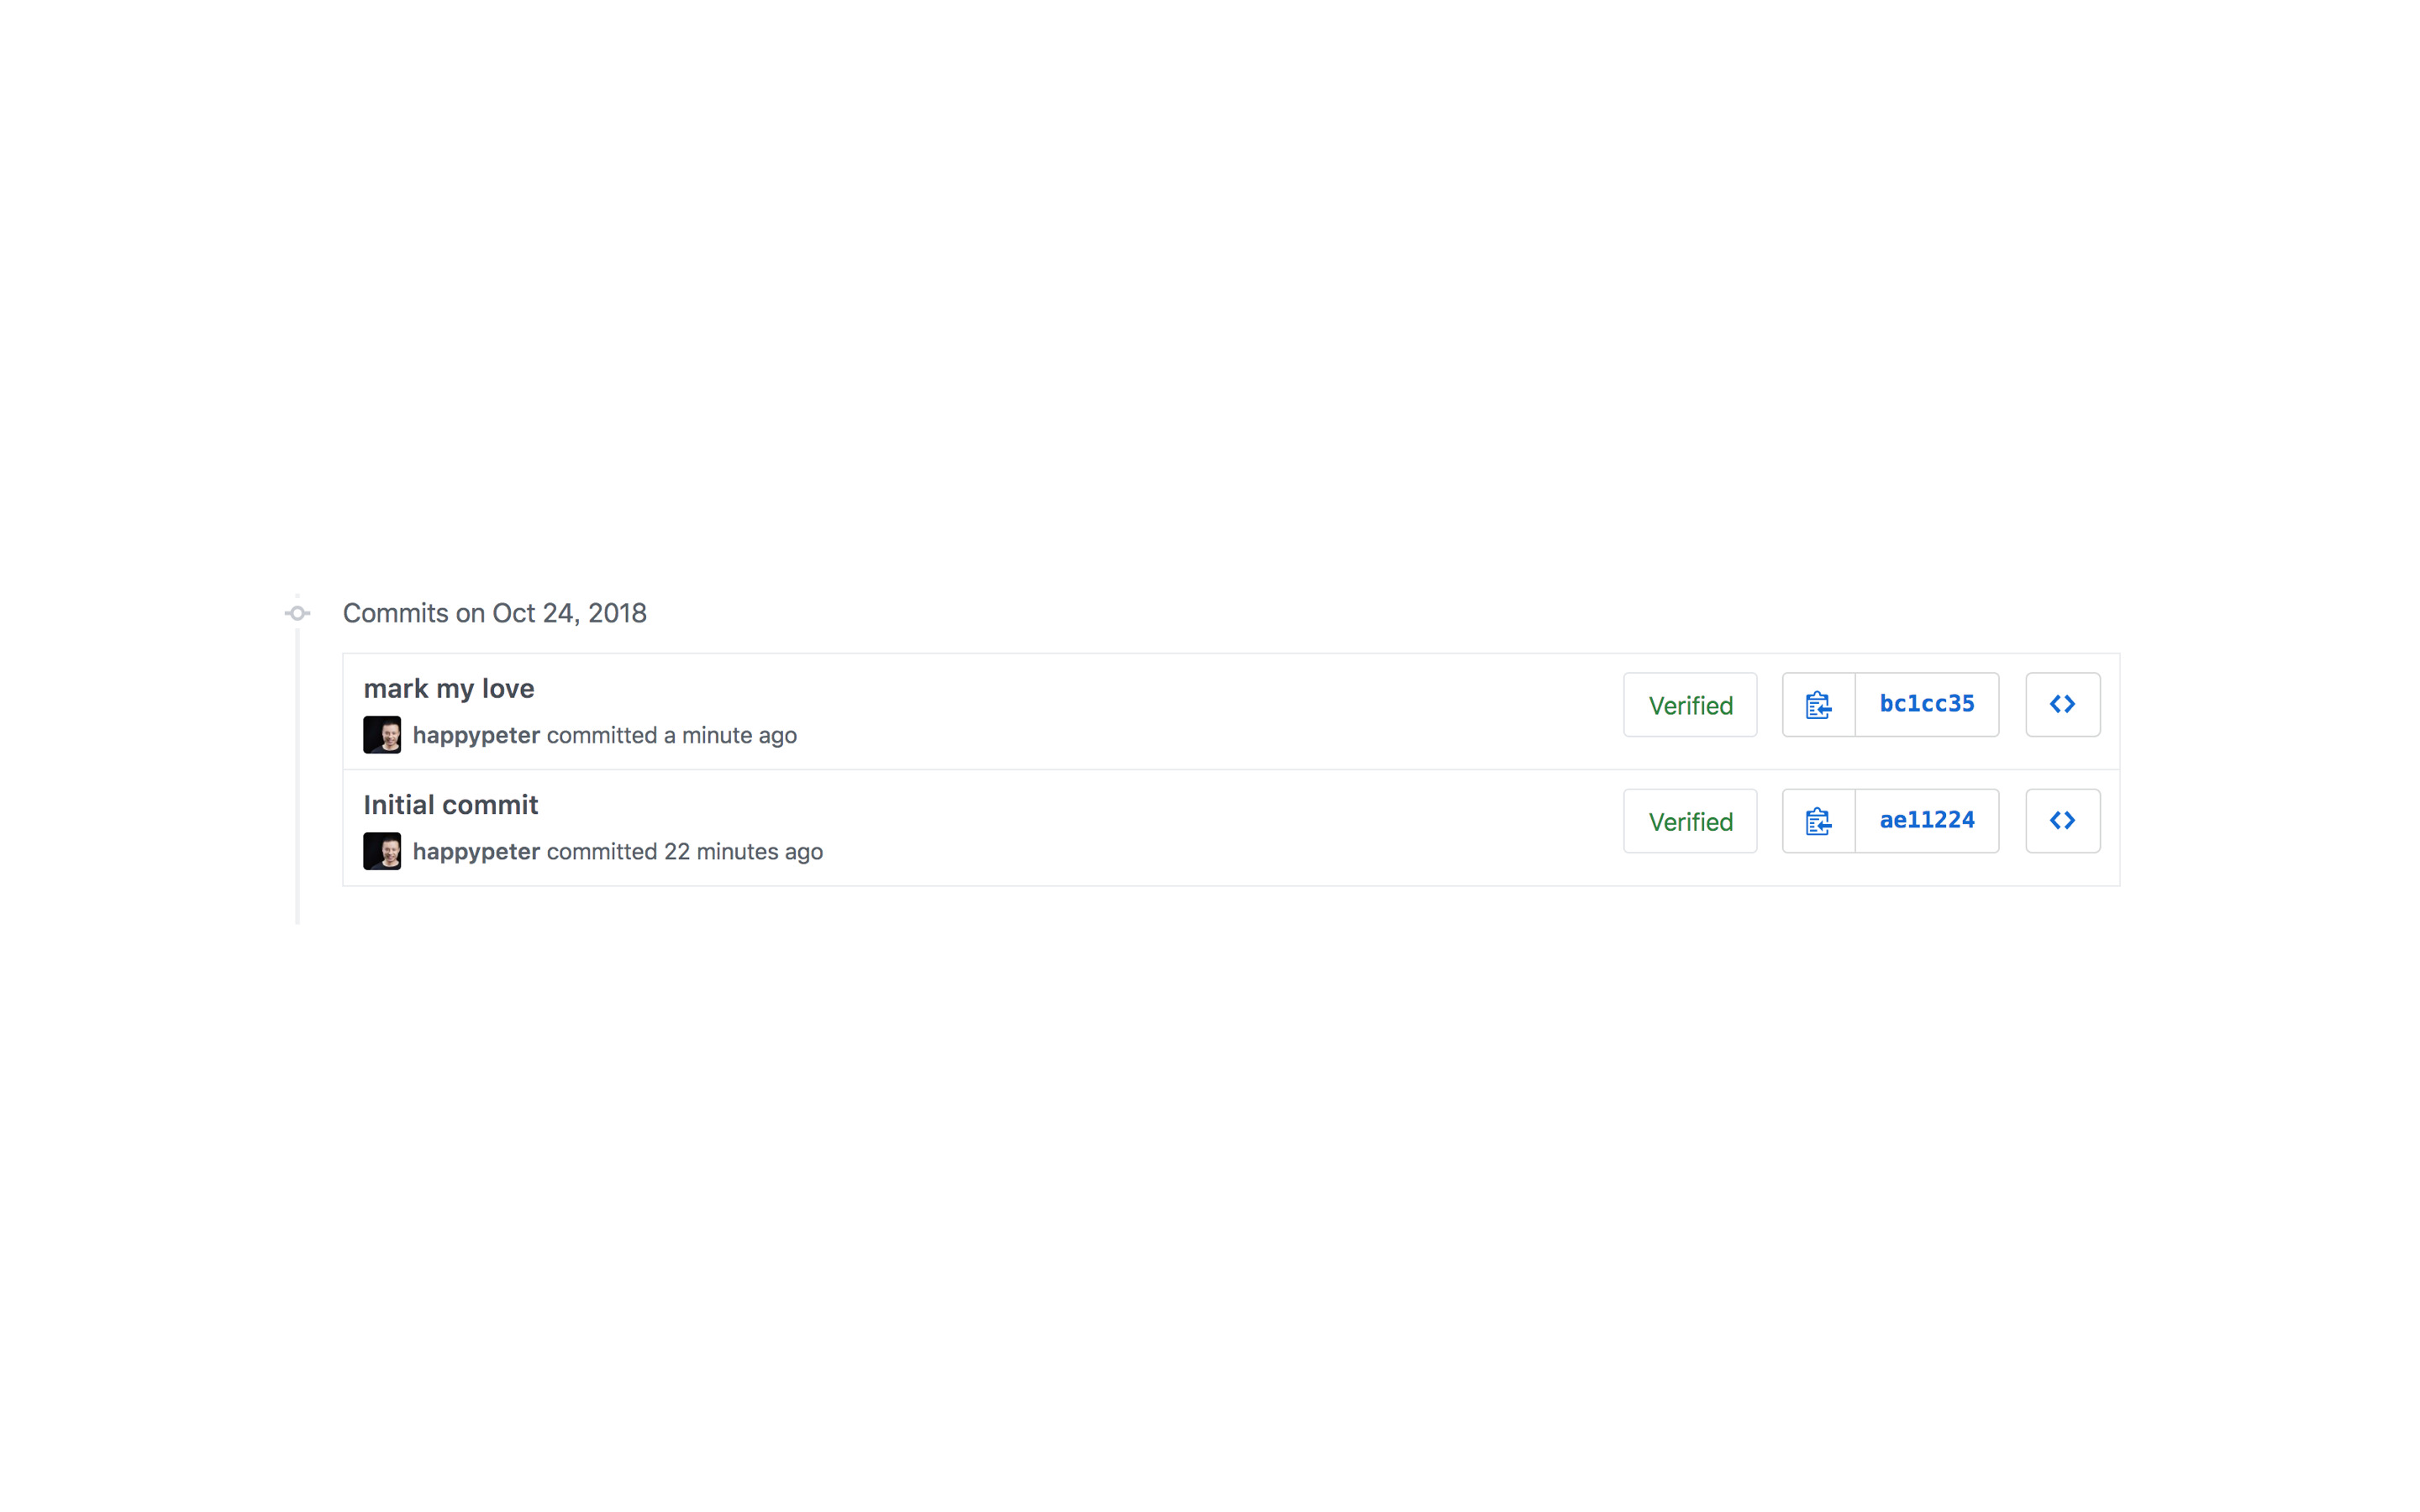 Commits on Oct 24, 2018
mark my love
happypeter committed a minute ago
Verified
bc1cc35
Initial commit
happypeter committed 22 minutes ago
Verified
ae11224